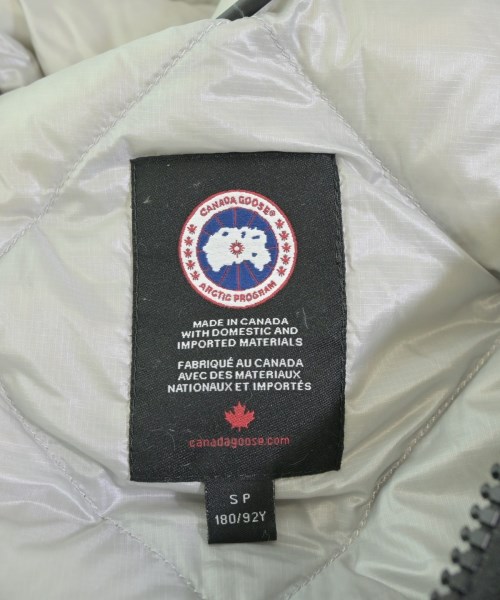 CANADA GOOSE®
ARCTIC PROGRAM
MADE IN CANADA
WITH DOMESTIC AND
IMPORTED MATERIALS
FABRIQUÉ AU CANADA
AVEC DES MATERIAUX
NATIONAUX ET IMPORTÉS
canadagoose.com
S P
180/92Y